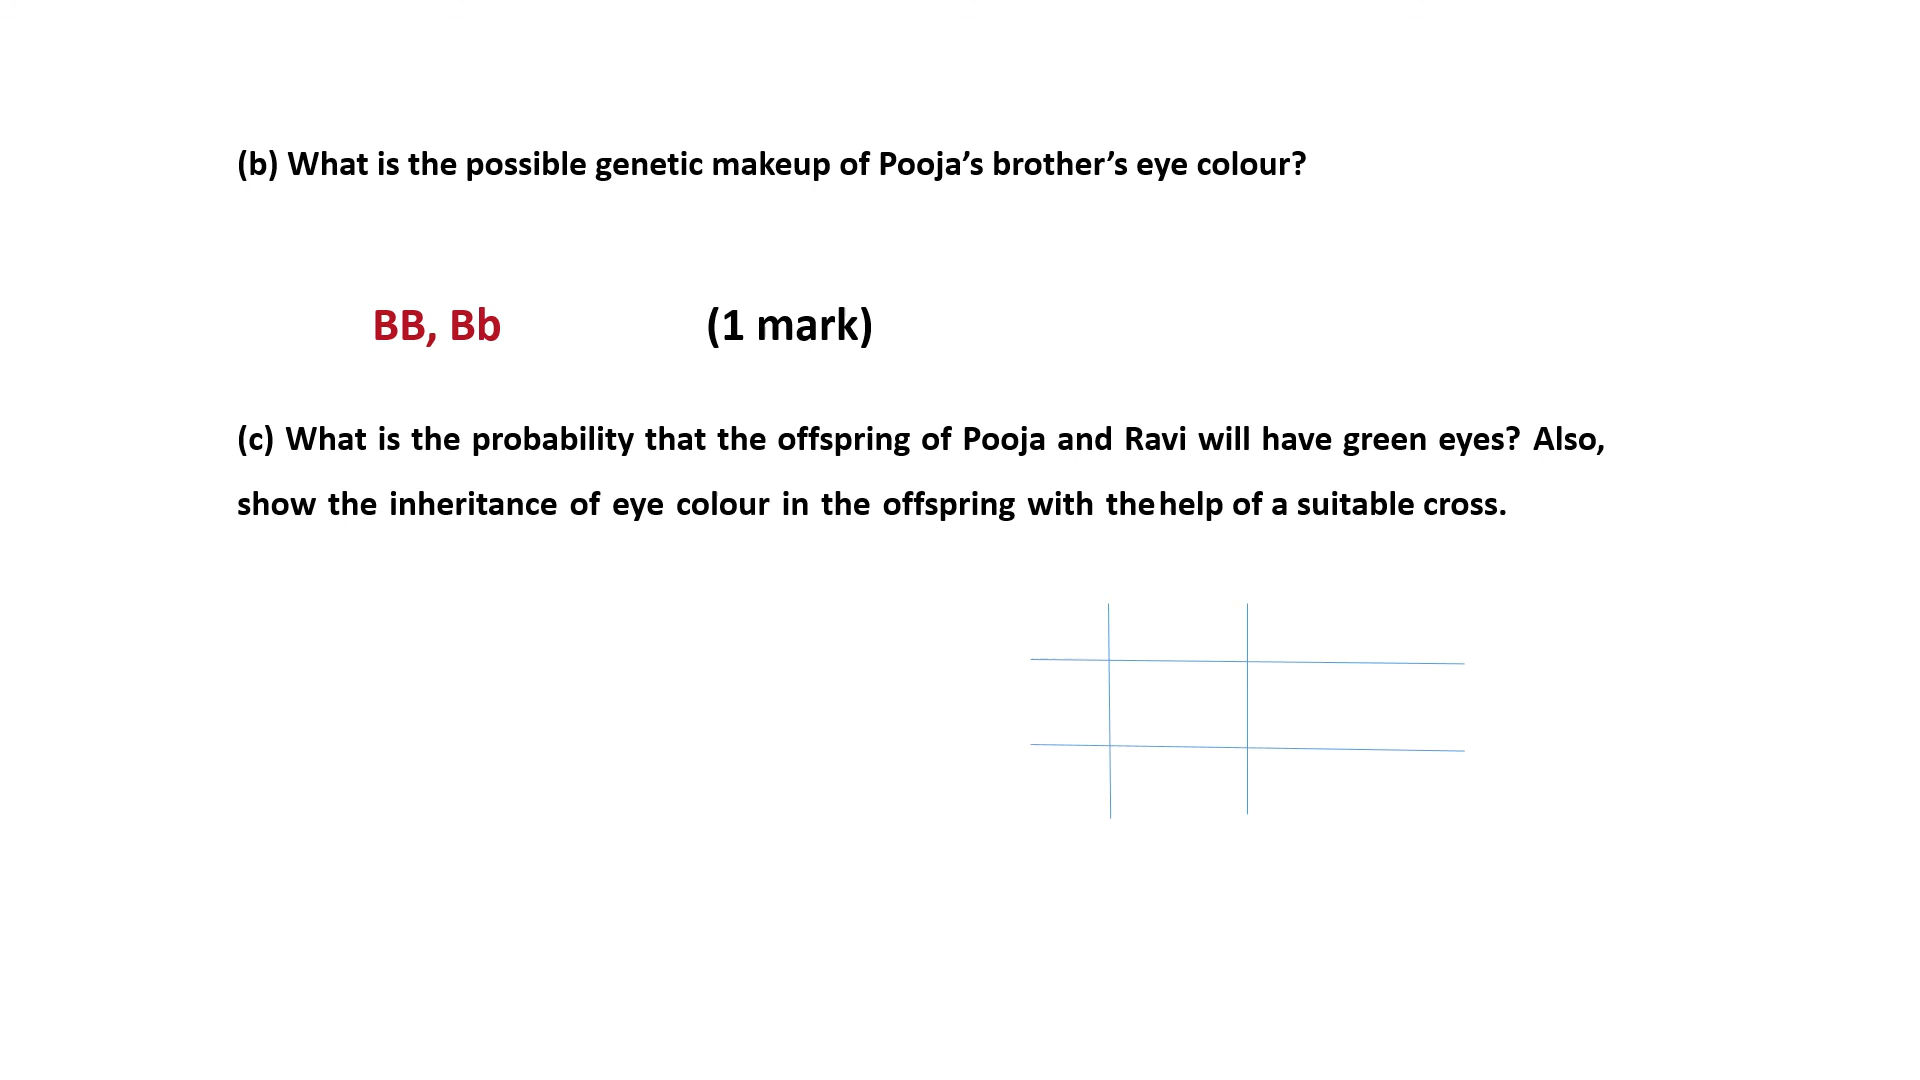 (b) What is the possible genetic makeup of Pooja’s brother’s eye colour?
BB, Bb (1 mark)
(c) What is the probability that the offspring of Pooja and Ravi will have green eyes? Also,
show the inheritance of eye colour in the offspring with thehelp of a suitable cross.